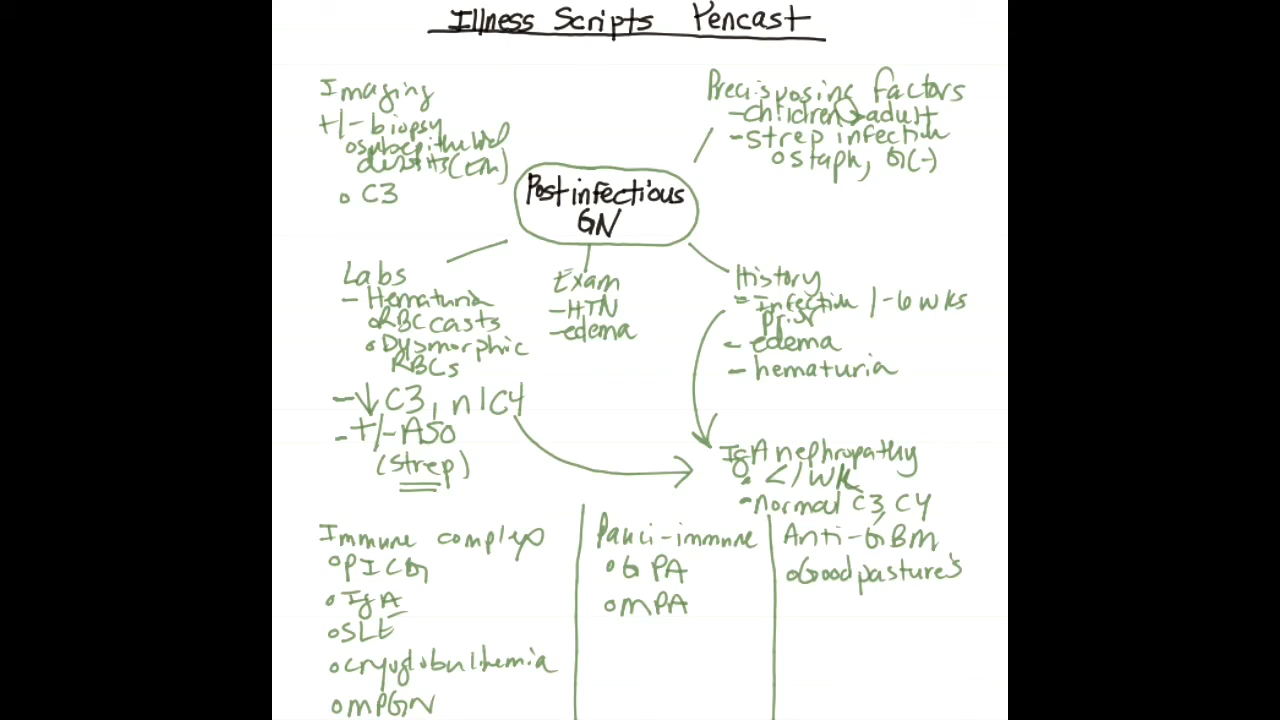 Illness Scripts Pencast
Imaging
+/- biopsy
o subepithelial
deposits (EM)
o C3
Predisposing Factors
- children > adult
- strep infection
o staph, G(-)
Postinfectious
GN
Labs
- Hematuria
o RBC casts
o Dysmorphic
RBCs
- ↓ C3, nl C4
- +/- ASO
(strep)
Exam
- HTN
- edema
History
- Infection 1-6 wks
prior
- edema
- hematuria
IgA nephropathy
• <1 wk
• normal C3, C4
Immune complex
o PIGN
o IgA
o SLE
o cryoglobulinemia
o MPGN
Pauci-immune
o GPA
o MPA
Anti-GBM
o Goodpasture's